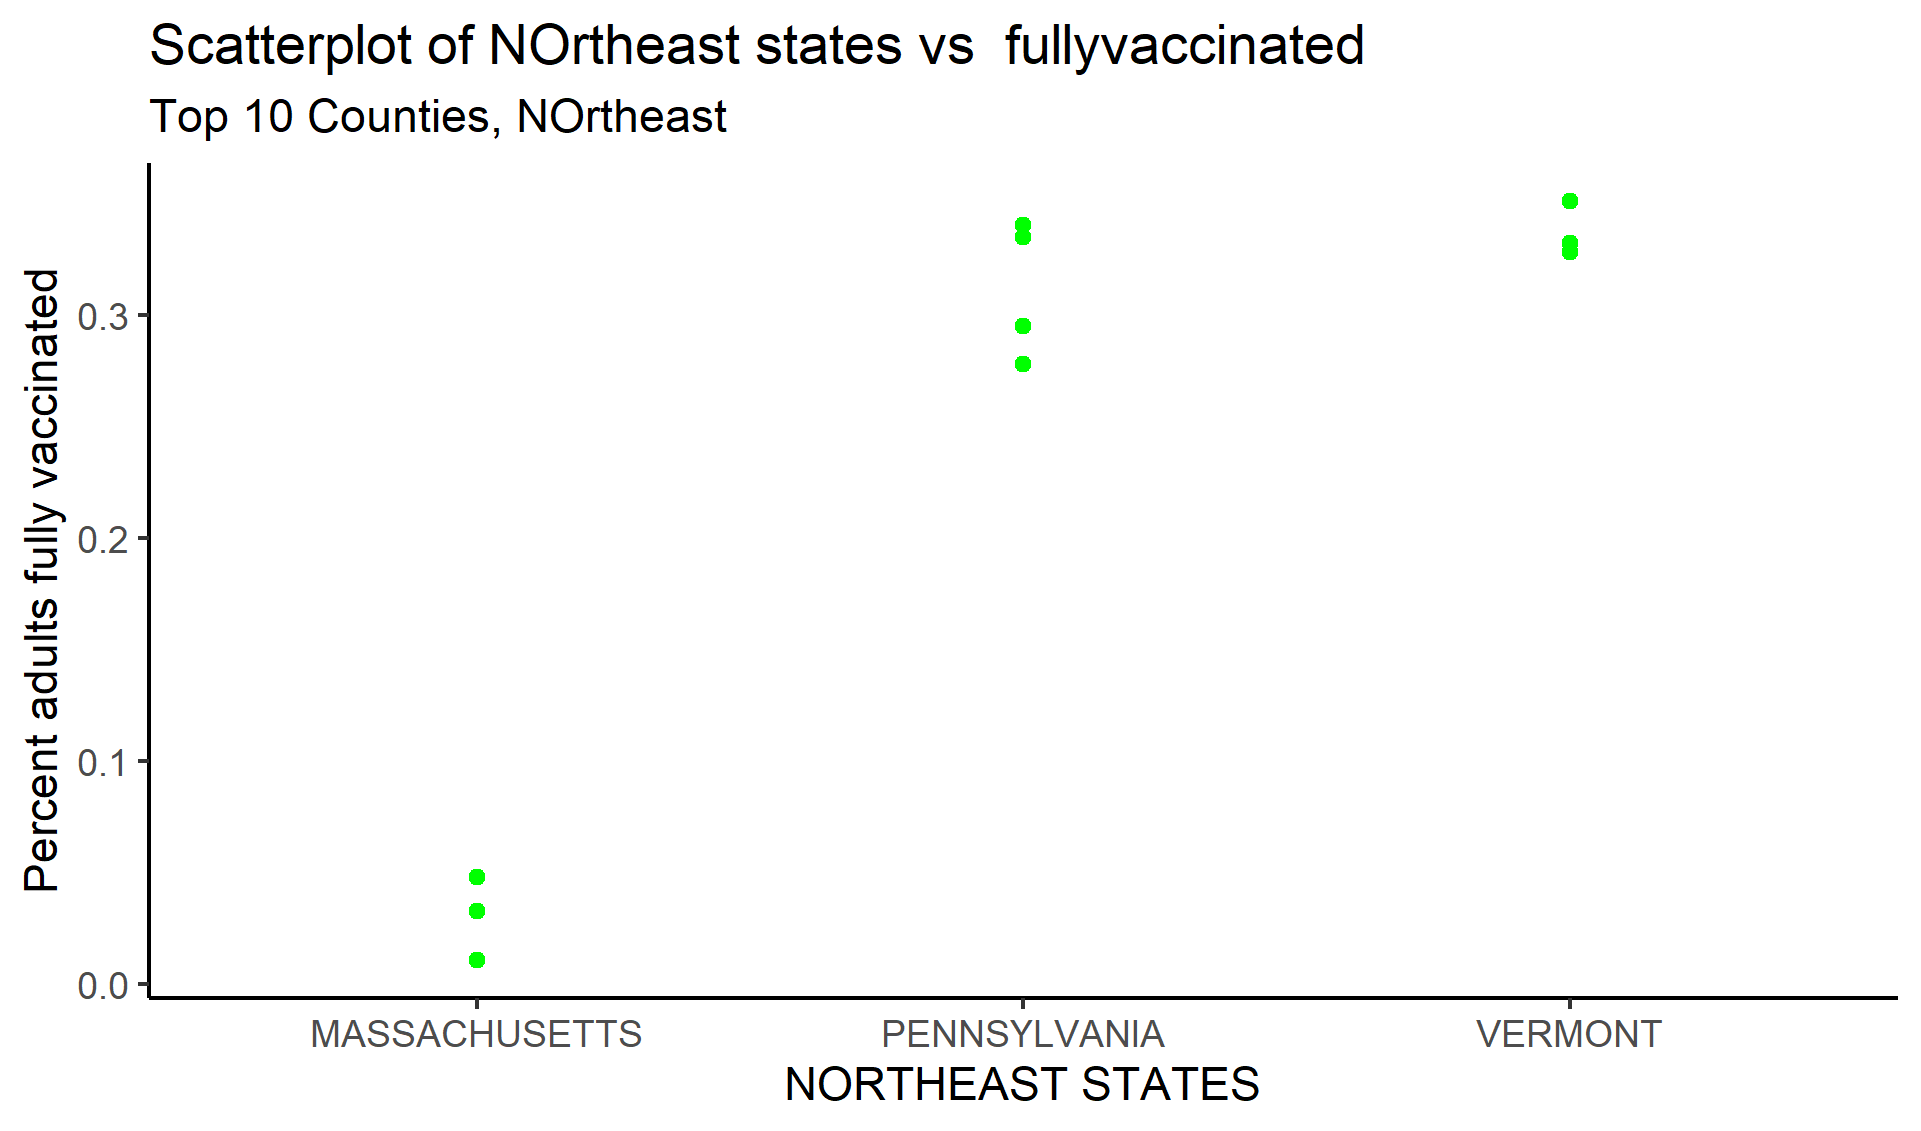 Scatterplot of NOrtheast states vs  fullyvaccinated
Top 10 Counties, NOrtheast
Percent adults fully vaccinated
0.3
0.2
0.1
0.0
MASSACHUSETTS PENNSYLVANIA VERMONT
NORTHEAST STATES